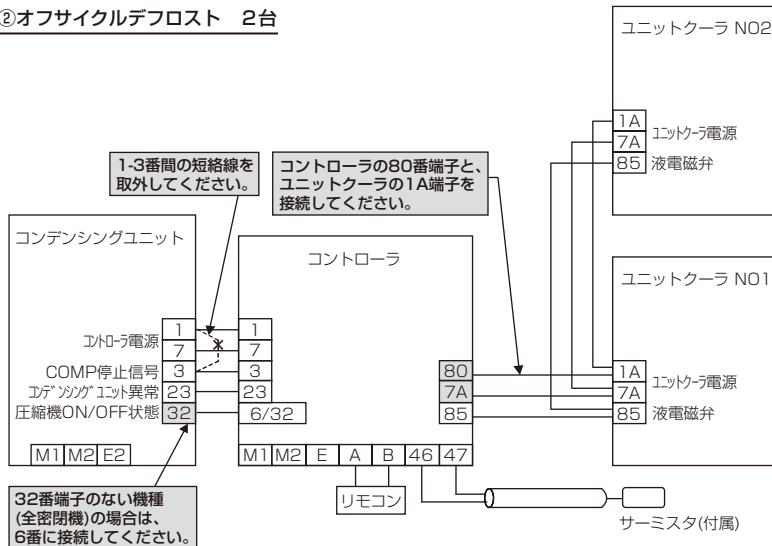 ②オフサイクルデフロスト 2台
ユニットクーラ NO2
1A
7A
85
ユニットクーラ電源
液電磁弁
1-3番間の短絡線を
取外してください。
コントローラの80番端子と、
ユニットクーラの1A端子を
接続してください。
コンデンシングユニット
コントローラ電源
COMP停止信号
コンデンシングユニット異常
圧縮機ON/OFF状態
1
7
3
23
32
M1 M2 E2
コントローラ
1
7
3
23
6/32
80
7A
85
M1 M2 E A B 46 47
リモコン
ユニットクーラ NO1
1A
7A
85
ユニットクーラ電源
液電磁弁
サーミスタ(付属)
32番端子のない機種
(全密閉機)の場合は、
6番に接続してください。